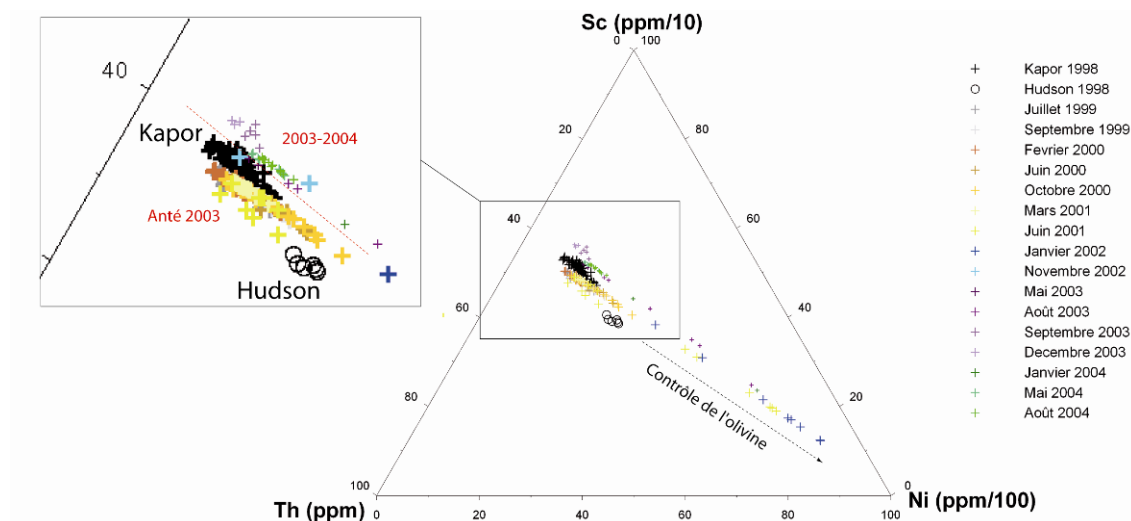 Sc (ppm/10)
0 100
40
Kapor
2003-2004
Anté 2003
Hudson
20
80
40
60
60
40
80
20
100
0
Contrôle de l'olivine
Th (ppm)
Ni (ppm/100)
0 20 40 60 80 100
Kapor 1998
Hudson 1998
Juillet 1999
Septembre 1999
Fevrier 2000
Juin 2000
Octobre 2000
Mars 2001
Juin 2001
Janvier 2002
Novembre 2002
Mai 2003
Août 2003
Septembre 2003
Decembre 2003
Janvier 2004
Mai 2004
Août 2004